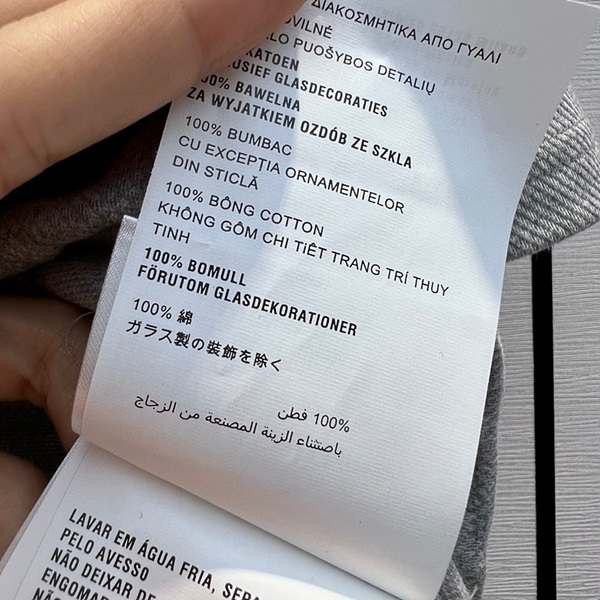 ΔΙΑΚΟΣΜΗΤΙΚΑ ΑΠΟ ΓΥΑΛΙ
PUOŠYBOS DETALIŲ
GLASDECORATIES
100% BAWEŁNA
ZA WYJĄTKIEM OZDÓB ZE SZKŁA
100% BUMBAC
CU EXCEPȚIA ORNAMENTELOR
DIN STICLĂ
100% BÔNG COTTON
KHÔNG GỒM CHI TIẾT TRANG TRÍ THUY
TINH
100% BOMULL
FÖRUTOM GLASDEKORATIONER
100% 綿
ガラス製の装飾を除く
100% قطن
باستثناء الزينة المصنعة من الزجاج
LAVAR EM ÁGUA FRIA,
PELO AVESSO
NÃO DEIXAR DE